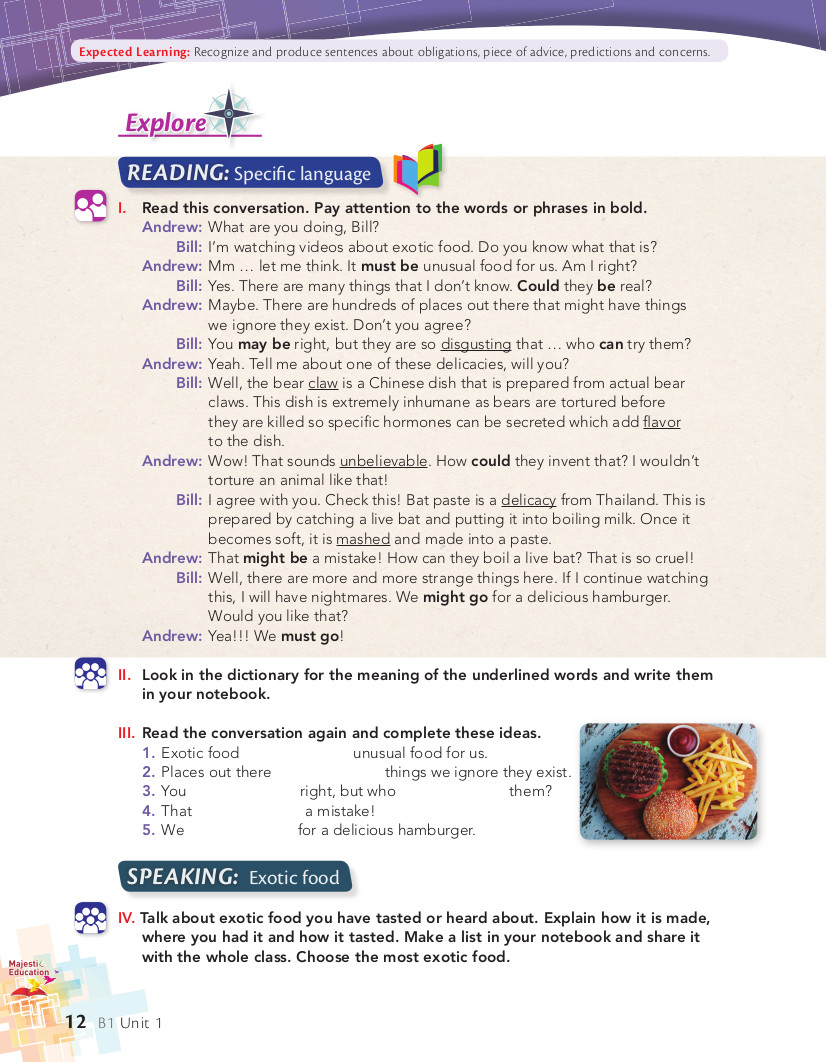 Expected Learning: Recognize and produce sentences about obligations, piece of advice, predictions and concerns.
Explore
READING: Specific language
I. Read this conversation. Pay attention to the words or phrases in bold.
Andrew: What are you doing, Bill?
Bill: I'm watching videos about exotic food. Do you know what that is?
Andrew: Mm … let me think. It must be unusual food for us. Am I right?
Bill: Yes. There are many things that I don't know. Could they be real?
Andrew: Maybe. There are hundreds of places out there that might have things
we ignore they exist. Don't you agree?
Bill: You may be right, but they are so disgusting that … who can try them?
Andrew: Yeah. Tell me about one of these delicacies, will you?
Bill: Well, the bear claw is a Chinese dish that is prepared from actual bear
claws. This dish is extremely inhumane as bears are tortured before
they are killed so specific hormones can be secreted which add flavor
to the dish.
Andrew: Wow! That sounds unbelievable. How could they invent that? I wouldn't
torture an animal like that!
Bill: I agree with you. Check this! Bat paste is a delicacy from Thailand. This is
prepared by catching a live bat and putting it into boiling milk. Once it
becomes soft, it is mashed and made into a paste.
Andrew: That might be a mistake! How can they boil a live bat? That is so cruel!
Bill: Well, there are more and more strange things here. If I continue watching
this, I will have nightmares. We might go for a delicious hamburger.
Would you like that?
Andrew: Yea!!! We must go!
II. Look in the dictionary for the meaning of the underlined words and write them
in your notebook.
III. Read the conversation again and complete these ideas.
1. Exotic food unusual food for us.
2. Places out there things we ignore they exist.
3. You right, but who them?
4. That a mistake!
5. We for a delicious hamburger.
SPEAKING: Exotic food
IV. Talk about exotic food you have tasted or heard about. Explain how it is made,
where you had it and how it tasted. Make a list in your notebook and share it
with the whole class. Choose the most exotic food.
Majestic
Education
12 B1 Unit 1